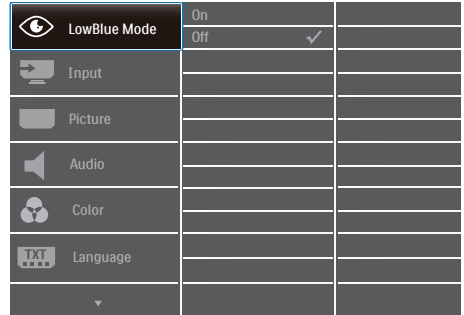 LowBlue Mode
On
Off
Input
Picture
Audio
Color
TXT
Language